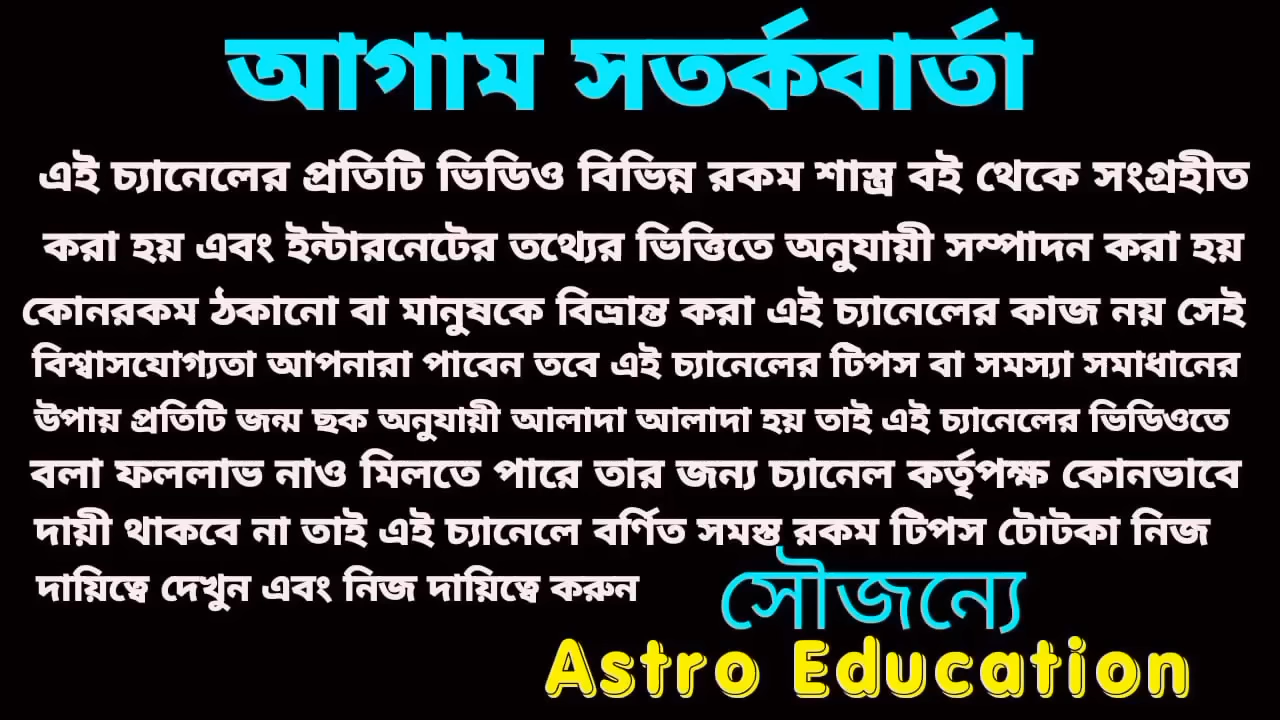 আগাম সতর্কবার্তা
এই চ্যানেলের প্রতিটি ভিডিও বিভিন্ন রকম শাস্ত্র বই থেকে সংগ্রহীত
করা হয় এবং ইন্টারনেটের তথ্যের ভিত্তিতে অনুযায়ী সম্পাদন করা হয়
কোনরকম ঠকানো বা মানুষকে বিভ্রান্ত করা এই চ্যানেলের কাজ নয় সেই
বিশ্বাসযোগ্যতা আপনারা পাবেন তবে এই চ্যানেলের টিপস বা সমস্যা সমাধানের
উপায় প্রতিটি জন্ম ছক অনুযায়ী আলাদা আলাদা হয় তাই এই চ্যানেলের ভিডিওতে
বলা ফললাভ নাও মিলতে পারে তার জন্য চ্যানেল কর্তৃপক্ষ কোনভাবে
দায়ী থাকবে না তাই এই চ্যানেলে বর্ণিত সমস্ত রকম টিপস টোটকা নিজ
দায়িত্বে দেখুন এবং নিজ দায়িত্বে করুন
সৌজন্যে
Astro Education